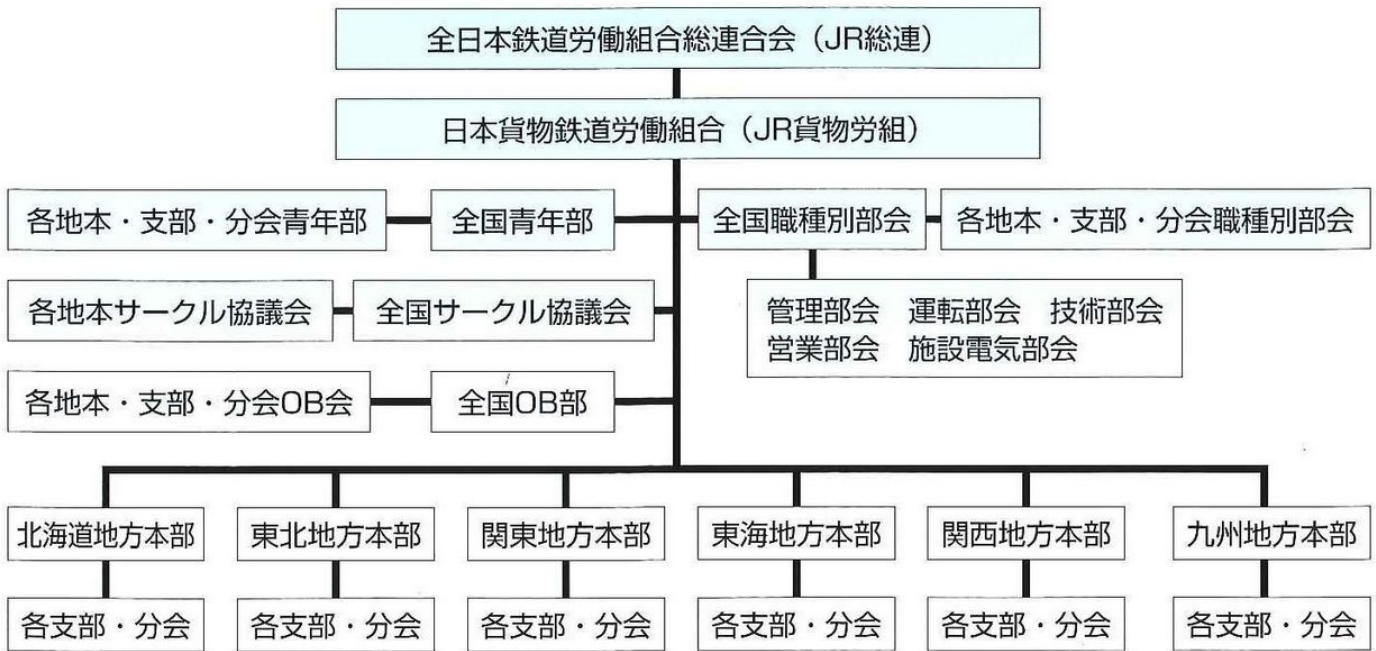 全日本鉄道労働組合総連合会（JR総連）
日本貨物鉄道労働組合（JR貨物労組）
各地本・支部・分会青年部
全国青年部
全国職種別部会
各地本・支部・分会職種別部会
各地本サークル協議会
全国サークル協議会
管理部会　運転部会　技術部会
営業部会　施設電気部会
各地本・支部・分会OB会
全国OB部
北海道地方本部
東北地方本部
関東地方本部
東海地方本部
関西地方本部
九州地方本部
各支部・分会
各支部・分会
各支部・分会
各支部・分会
各支部・分会
各支部・分会